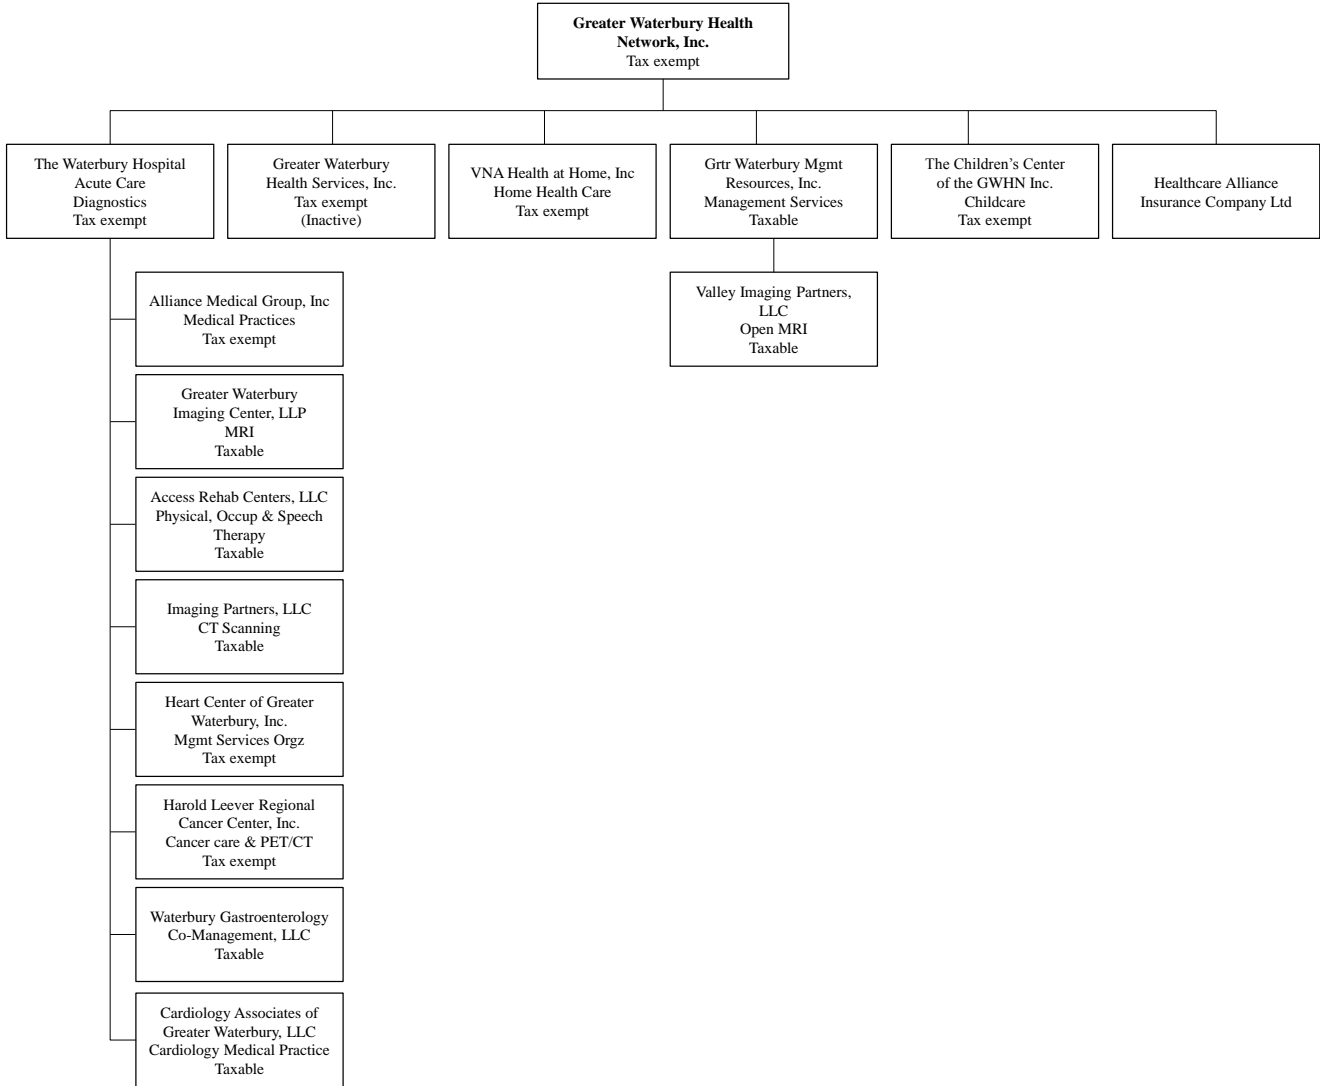 Greater Waterbury Health
Network, Inc.
Tax exempt
The Waterbury Hospital
Acute Care
Diagnostics
Tax exempt
Greater Waterbury
Health Services, Inc.
Tax exempt
(Inactive)
VNA Health at Home, Inc
Home Health Care
Tax exempt
Grtr Waterbury Mgmt
Resources, Inc.
Management Services
Taxable
The Children’s Center
of the GWHN Inc.
Childcare
Tax exempt
Healthcare Alliance
Insurance Company Ltd
Alliance Medical Group, Inc
Medical Practices
Tax exempt
Valley Imaging Partners,
LLC
Open MRI
Taxable
Greater Waterbury
Imaging Center, LLP
MRI
Taxable
Access Rehab Centers, LLC
Physical, Occup & Speech
Therapy
Taxable
Imaging Partners, LLC
CT Scanning
Taxable
Heart Center of Greater
Waterbury, Inc.
Mgmt Services Orgz
Tax exempt
Harold Leever Regional
Cancer Center, Inc.
Cancer care & PET/CT
Tax exempt
Waterbury Gastroenterology
Co-Management, LLC
Taxable
Cardiology Associates of
Greater Waterbury, LLC
Cardiology Medical Practice
Taxable